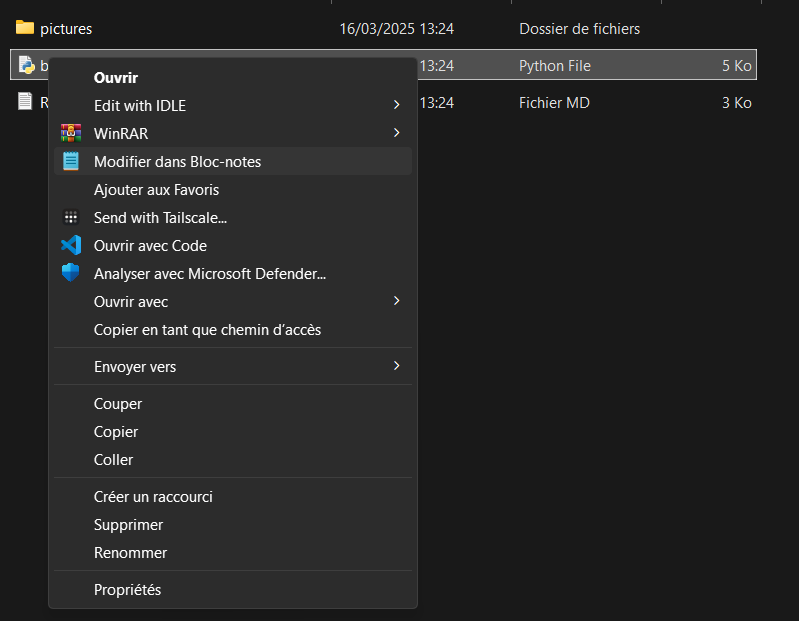 pictures 16/03/2025 13:24 Dossier de fichiers
b 13:24 Python File 5 Ko
R 13:24 Fichier MD 3 Ko
Ouvrir
Edit with IDLE
WinRAR
Modifier dans Bloc-notes
Ajouter aux Favoris
Send with Tailscale...
Ouvrir avec Code
Analyser avec Microsoft Defender...
Ouvrir avec
Copier en tant que chemin d’accès
Envoyer vers
Couper
Copier
Coller
Créer un raccourci
Supprimer
Renommer
Propriétés